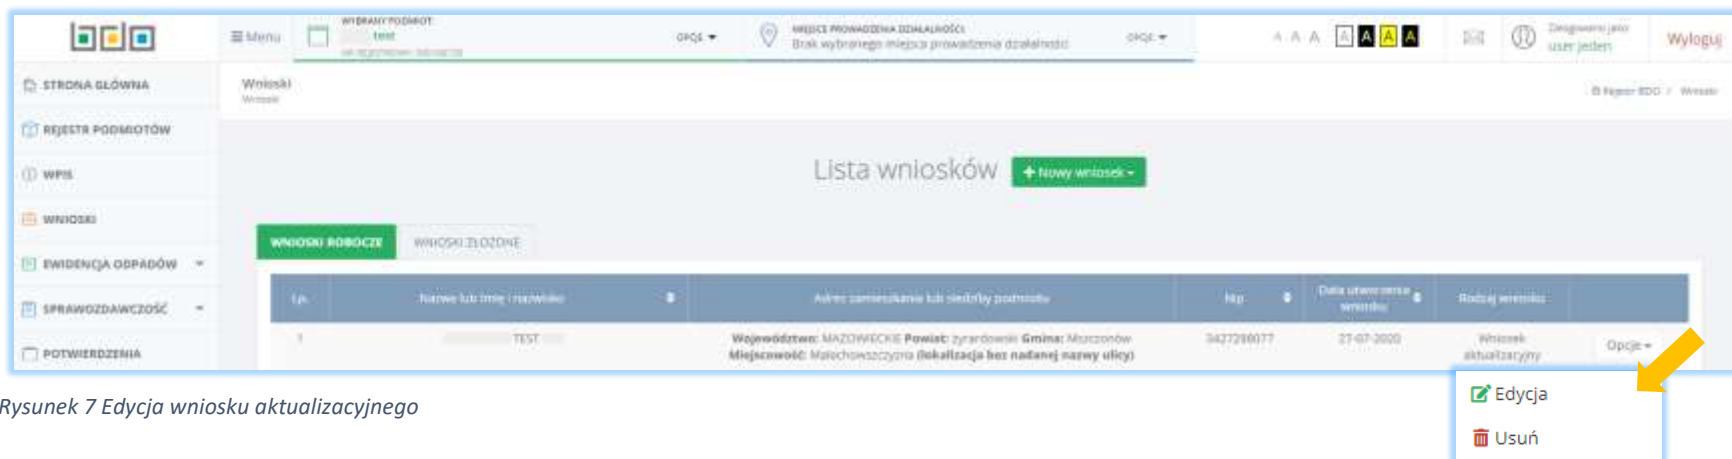 Menu
WYBRANY PODMIOT:
test
OPCJE
MIEJSCE PROWADZENIA DZIAŁALNOŚCI:
Brak wybranego miejsca prowadzenia działalności
OPCJE
A A A A A A A
Zalogowano jako
user jeden
Wyloguj
STRONA GŁÓWNA
REJESTR PODMIOTÓW
WPIS
WNIOSKI
EWIDENCJA ODPADÓW
SPRAWOZDAWCZOŚĆ
POTWIERDZENIA
Wnioski
Wnioski
Rejestr BDO / Wnioski
Lista wniosków + Nowy wniosek
WNIOSKI ROBOCZE WNIOSKI ZŁOŻONE
Lp. Nazwa lub imię i nazwisko Adres zamieszkania lub siedziby podmiotu Nip Data utworzenia wniosku Rodzaj wniosku
1 TEST Województwo: MAZOWIECKIE Powiat: żyrardowski Gmina: Mszczonów 27-07-2020 Wniosek
Miejscowość: (lokalizacja bez nadanej nazwy ulicy) aktualizacyjny Opcje
Edycja
Usuń
Rysunek 7 Edycja wniosku aktualizacyjnego